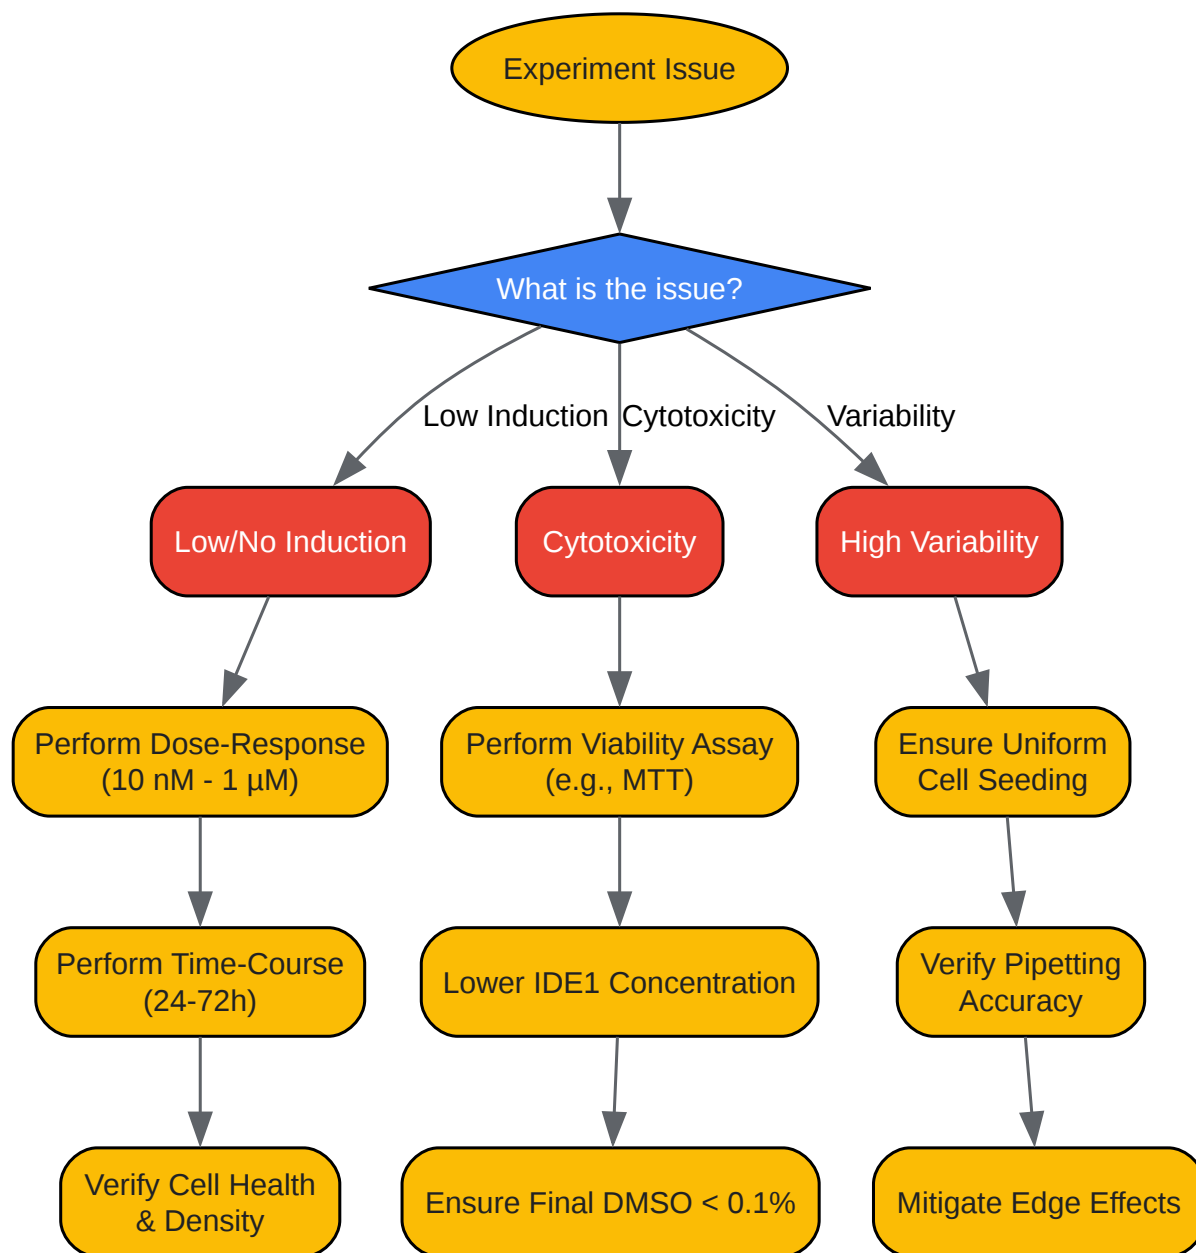 Experiment Issue
What is the issue?
Low Induction
Cytotoxicity
Variability
Low/No Induction
Cytotoxicity
High Variability
Perform Dose-Response
(10 nM - 1 µM)
Perform Viability Assay
(e.g., MTT)
Ensure Uniform
Cell Seeding
Perform Time-Course
(24-72h)
Lower IDE1 Concentration
Verify Pipetting
Accuracy
Verify Cell Health
& Density
Ensure Final DMSO < 0.1%
Mitigate Edge Effects